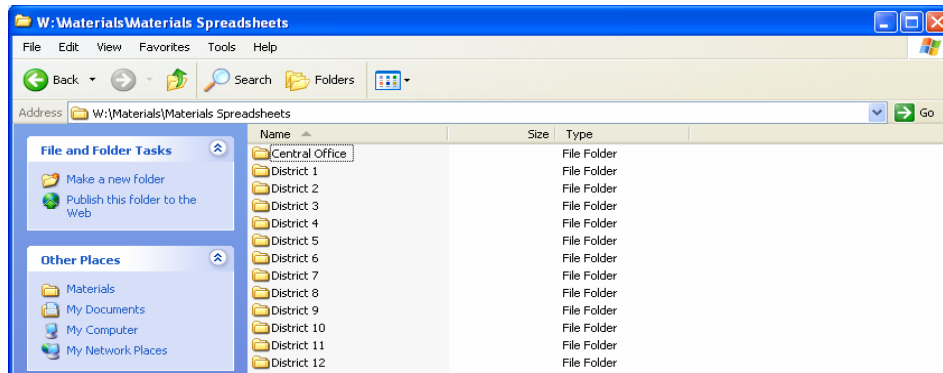 W:\Materials\Materials Spreadsheets
File Edit View Favorites Tools Help
Back Search Folders
Address W:\Materials\Materials Spreadsheets Go
Name Size Type
File and Folder Tasks
Make a new folder
Publish this folder to the
Web
Other Places
Materials
My Documents
My Computer
My Network Places
Central Office File Folder
District 1 File Folder
District 2 File Folder
District 3 File Folder
District 4 File Folder
District 5 File Folder
District 6 File Folder
District 7 File Folder
District 8 File Folder
District 9 File Folder
District 10 File Folder
District 11 File Folder
District 12 File Folder